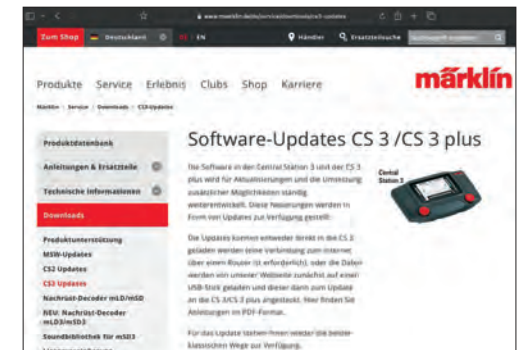 www.maerklin.de/de/service/downloads/cs3-updates
Zum Shop Deutschland DE EN Händler Ersatzteilsuche
Produkte Service Erlebnis Clubs Shop Karriere
märklin
Märklin Service Downloads CS3-Updates
Produktdatenbank
Anleitungen & Ersatzteile
Technische Informationen
Downloads
Produktunterstützung
MSW-Updates
CS2 Updates
CS3 Updates
Nachrüst-Decoder mLD/mSD
NEU: Nachrüst-Decoder
mLD3/mSD3
Soundbibliothek für mSD3
Software-Updates CS 3 /CS 3 plus
Die Software in der Central Station 3 und der CS 3
plus wird für Aktualisierungen und die Umsetzung
zusätzlicher Möglichkeiten ständig
weiterentwickelt. Diese Neuerungen werden in
Form von Updates zur Verfügung gestellt.
Die Updates können entweder direkt in die CS 3
geladen werden (eine Verbindung zum Internet
über einen Router ist erforderlich), oder die Daten
werden von unserer Webseite zunächst auf einen
USB-Stick geladen und dieser dann zum Update
an die CS 3/CS 3 plus angesteckt. Hier finden Sie
Anleitungen im PDF-Format.
Für das Update stehen Ihnen wieder die beiden
klassischen Wege zur Verfügung.
Central
Station 3